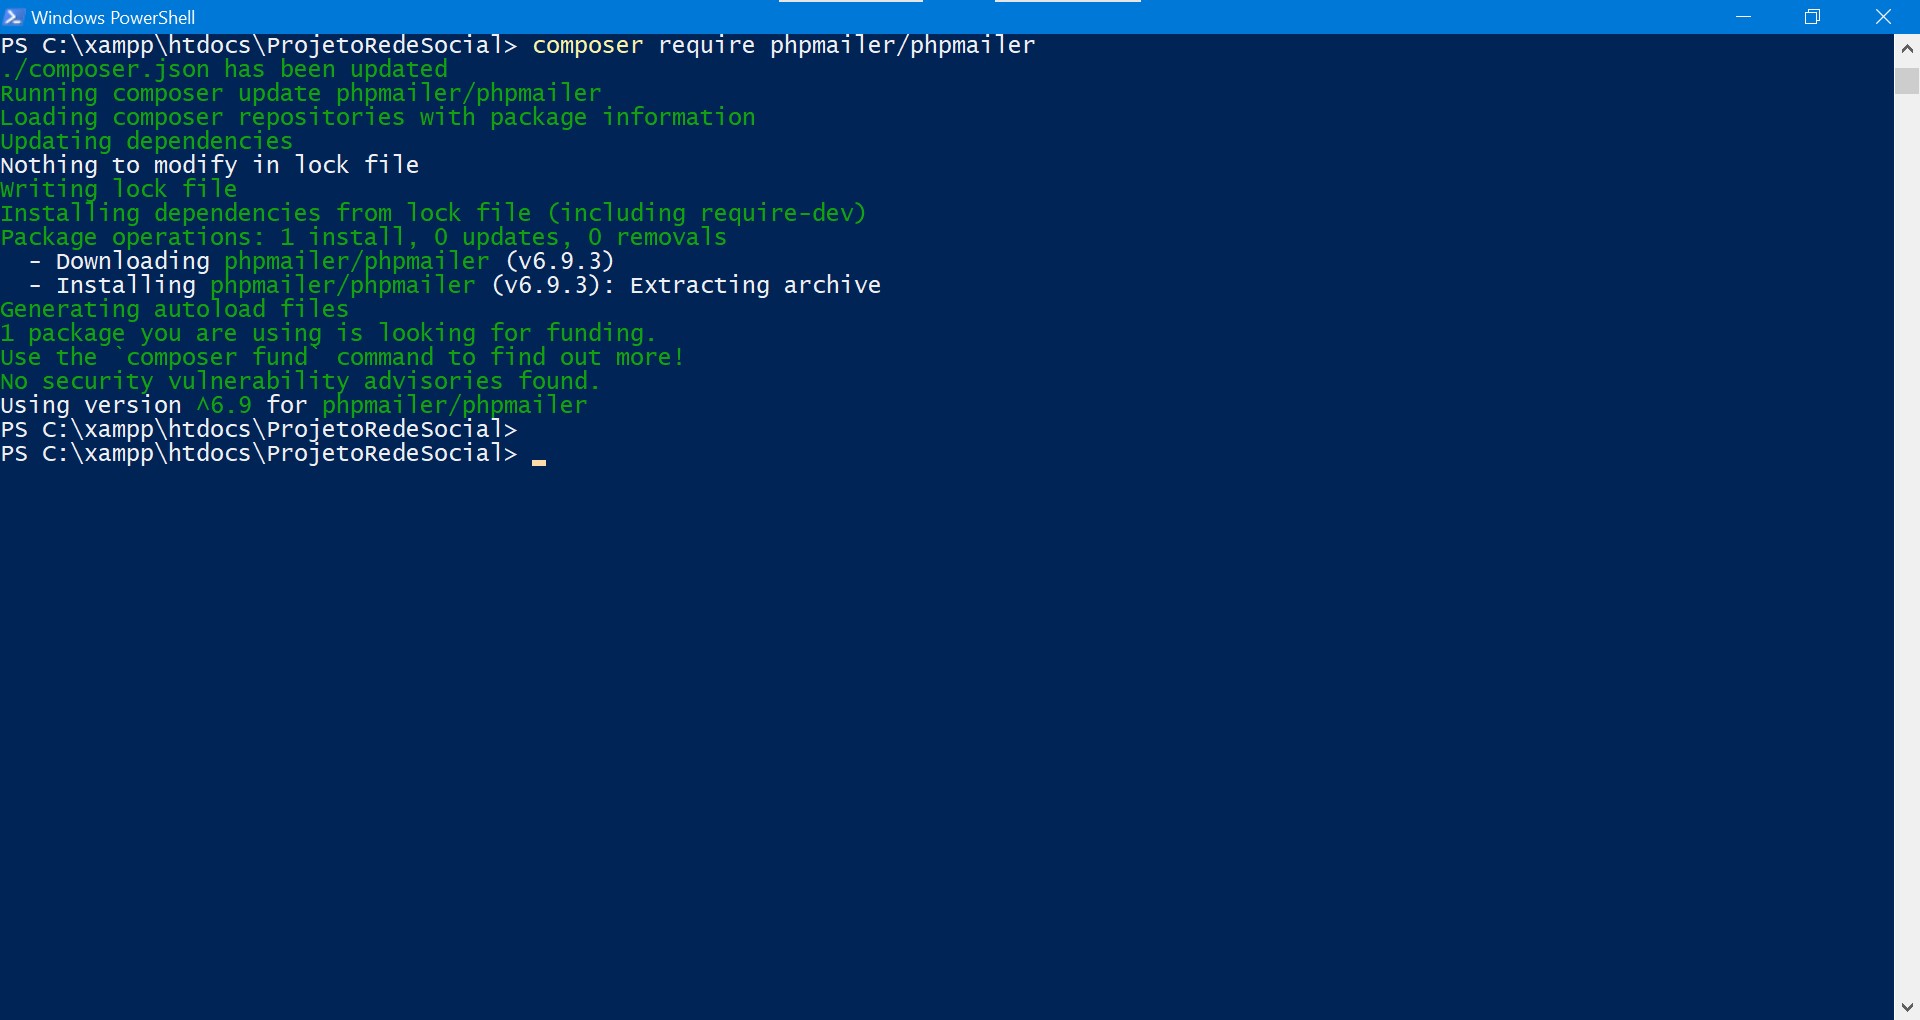 Windows PowerShell
PS C:\xampp\htdocs\ProjetoRedeSocial> composer require phpmailer/phpmailer
./composer.json has been updated
Running composer update phpmailer/phpmailer
Loading composer repositories with package information
Updating dependencies
Nothing to modify in lock file
Writing lock file
Installing dependencies from lock file (including require-dev)
Package operations: 1 install, 0 updates, 0 removals
  - Downloading phpmailer/phpmailer (v6.9.3)
  - Installing phpmailer/phpmailer (v6.9.3): Extracting archive
Generating autoload files
1 package you are using is looking for funding.
Use the `composer fund` command to find out more!
No security vulnerability advisories found.
Using version ^6.9 for phpmailer/phpmailer
PS C:\xampp\htdocs\ProjetoRedeSocial>
PS C:\xampp\htdocs\ProjetoRedeSocial>